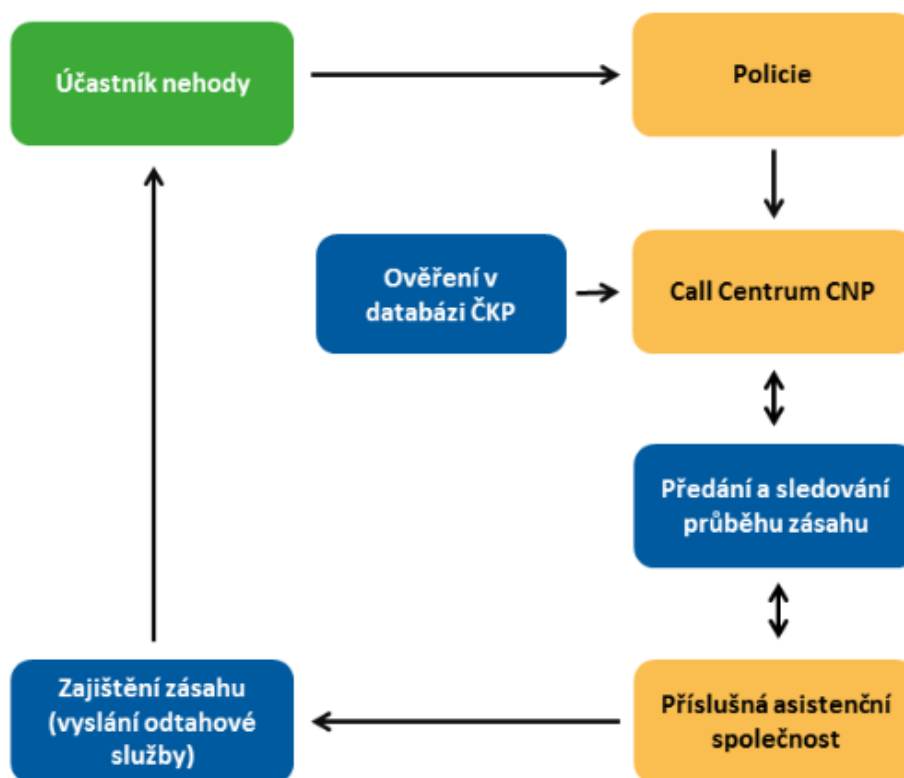 Účastník nehody
Policie
Ověření v
databázi ČKP
Call Centrum CNP
Předání a sledování
průběhu zásahu
Zajištění zásahu
(vyslání odtahové
služby)
Příslušná asistenční
společnost